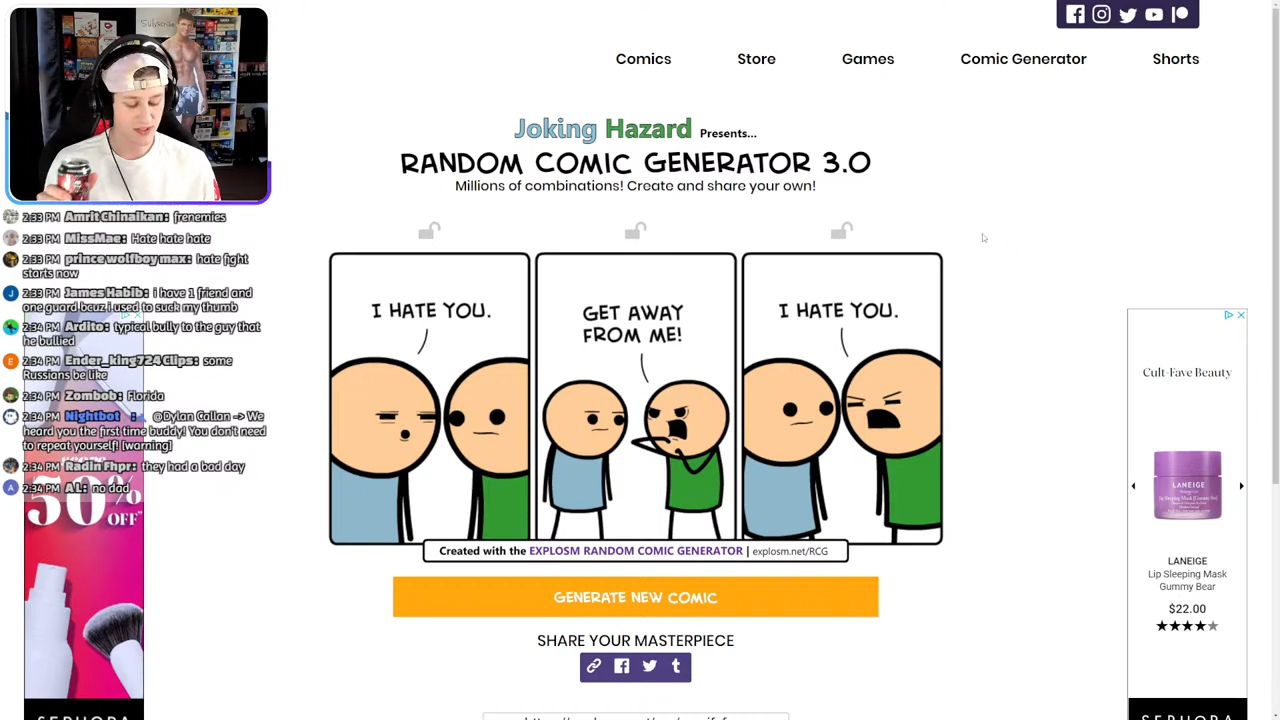 Comics
Store
Games
Comic Generator
Shorts
Subscribe
Joking Hazard Presents...
RANDOM COMIC GENERATOR 3.0
Millions of combinations! Create and share your own!
I HATE YOU.
GET AWAY
FROM ME!
I HATE YOU.
Created with the EXPLOSM RANDOM COMIC GENERATOR | explosm.net/RCG
GENERATE NEW COMIC
SHARE YOUR MASTERPIECE
2:33 PM Amrit Chinaikan: frenemies
2:33 PM MissMae: Hate hate hate
2:33 PM prince wolfboy max: hate fight
starts now
2:33 PM James Habib: i have 1 friend and
one guard bcuz i used to suck my thumb
2:34 PM Ardito: typical bully to the guy that
he bullied
2:34 PM Ender_king724 Clips: some
Russians be like
2:34 PM Zombob: Florida
2:34 PM Nightbot : @Dylan Callan -> We
heard you the first time buddy! You don't need
to repeat yourself! [warning]
2:34 PM Radin Fhpr: they had a bad day
2:34 PM AL: no dad
50%
OFF*
SEPHORA
Cult-Fave Beauty
LANEIGE
LANEIGE
Lip Sleeping Mask
Gummy Bear
$22.00
SEPHORA